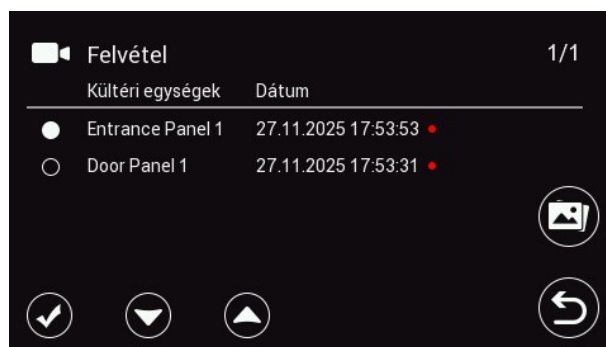 Felvétel 1/1
Kültéri egységek Dátum
Entrance Panel 1 27.11.2025 17:53:53
Door Panel 1 27.11.2025 17:53:31